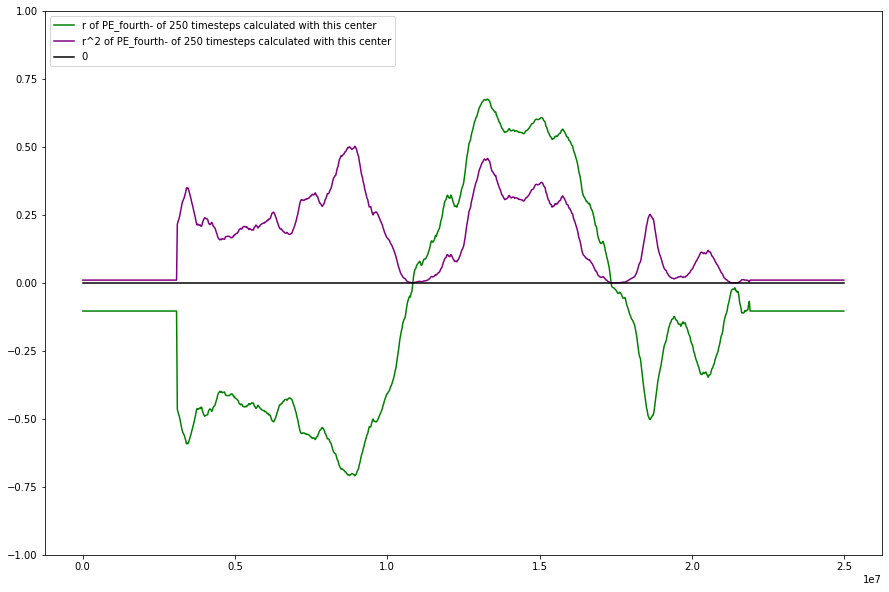 1.00
r of PE_fourth- of 250 timesteps calculated with this center
r^2 of PE_fourth- of 250 timesteps calculated with this center
0
0.75
0.50
0.25
0.00
−0.25
−0.50
−0.75
−1.00
0.0 0.5 1.0 1.5 2.0 2.5
1e7